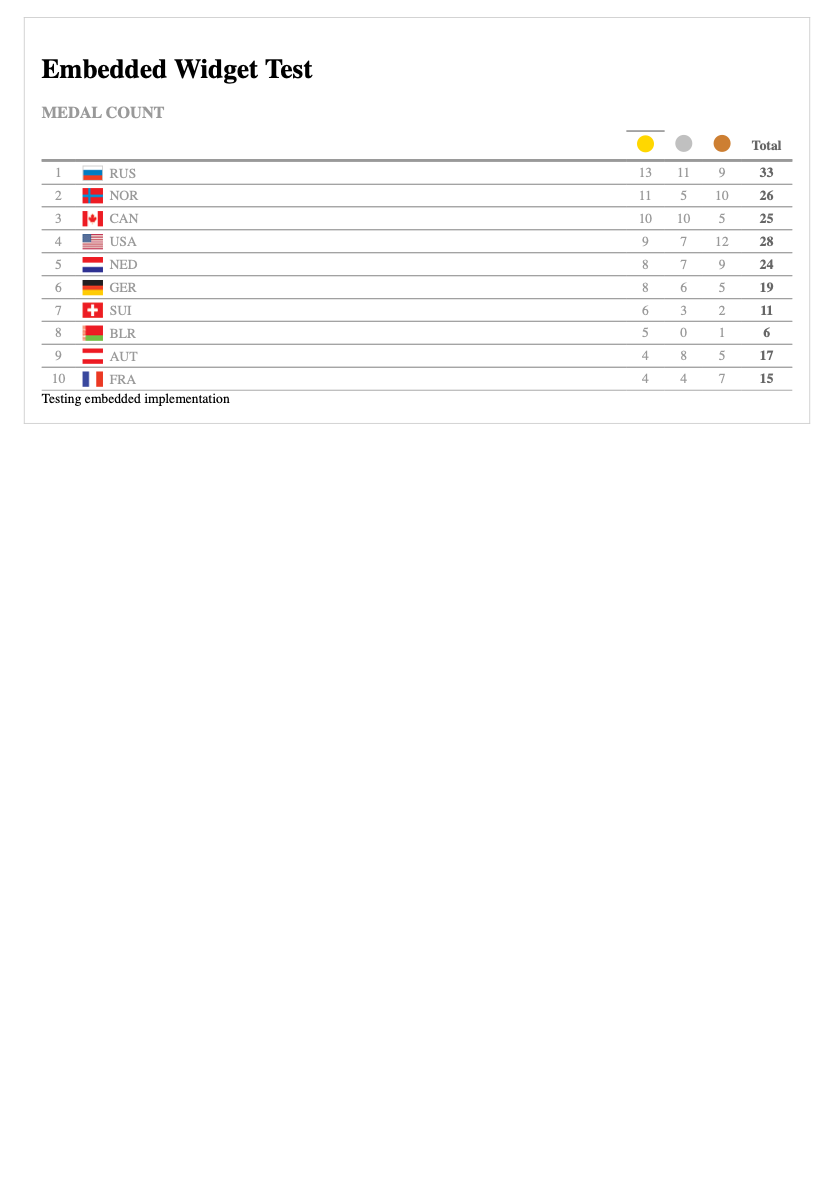 Embedded Widget Test
MEDAL COUNT
Total
1 RUS 13 11 9 33
2 NOR 11 5 10 26
3 CAN 10 10 5 25
4 USA 9 7 12 28
5 NED 8 7 9 24
6 GER 8 6 5 19
7 SUI 6 3 2 11
8 BLR 5 0 1 6
9 AUT 4 8 5 17
10 FRA 4 4 7 15
Testing embedded implementation